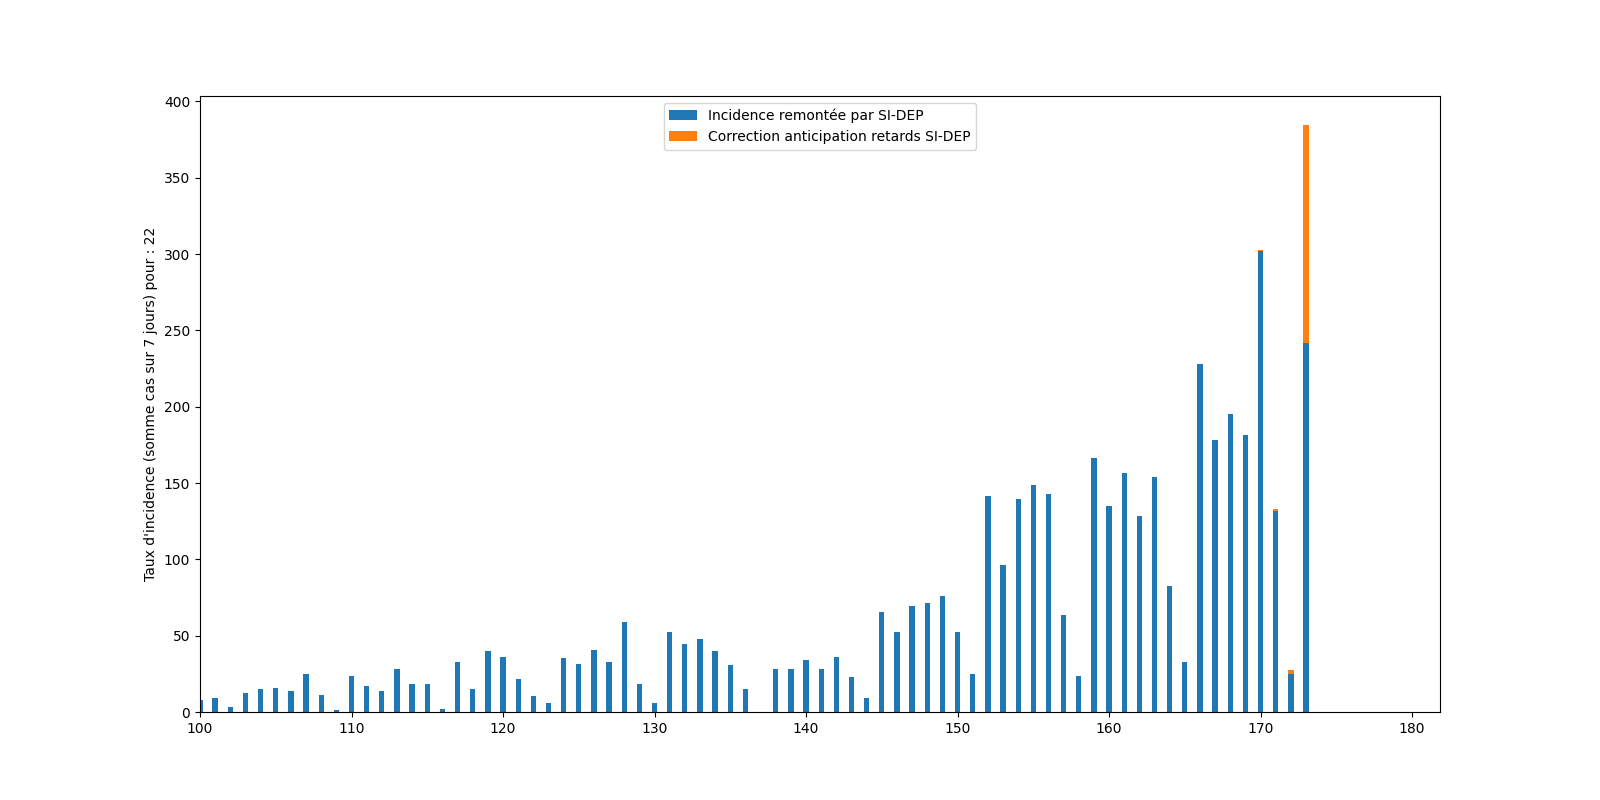 Incidence remontée par SI-DEP
Correction anticipation retards SI-DEP
Taux d'incidence (somme cas sur 7 jours) pour : 22
400
350
300
250
200
150
100
50
0
100 110 120 130 140 150 160 170 180